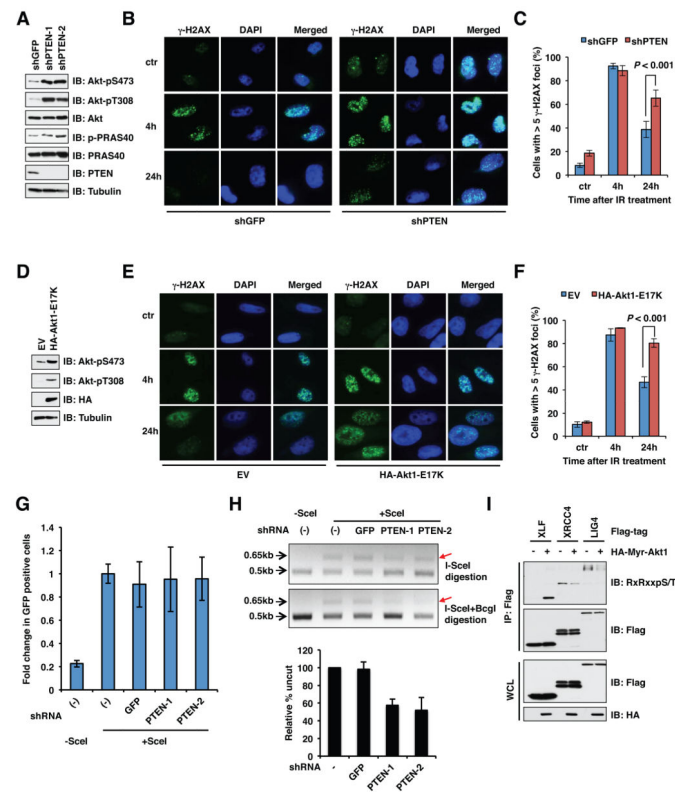 A
shGFP shPTEN-1 shPTEN-2
IB: Akt-pS473
IB: Akt-pT308
IB: Akt
IB: p-PRAS40
IB: PRAS40
IB: PTEN
IB: Tubulin
B
γ-H2AX DAPI Merged γ-H2AX DAPI Merged
ctr
4h
24h
shGFP shPTEN
C
shGFP shPTEN
P < 0.001
Cells with > 5 γ-H2AX foci (%)
100
80
60
40
20
0
ctr 4h 24h
Time after IR treatment
D
EV HA-Akt1-E17K
IB: Akt-pS473
IB: Akt-pT308
IB: HA
IB: Tubulin
E
γ-H2AX DAPI Merged γ-H2AX DAPI Merged
ctr
4h
24h
EV HA-Akt1-E17K
F
EV HA-Akt1-E17K
P < 0.001
Cells with > 5 γ-H2AX foci (%)
100
80
60
40
20
0
ctr 4h 24h
Time after IR treatment
G
Fold change in GFP positive cells
1.4
1.2
1
0.8
0.6
0.4
0.2
0
shRNA (-) (-) GFP PTEN-1 PTEN-2
-SceI +SceI
H
-SceI +SceI
shRNA (-) (-) GFP PTEN-1 PTEN-2
0.65kb
0.5kb
I-SceI digestion
0.65kb
0.5kb
I-SceI+BcgI digestion
Relative % uncut
120
100
80
60
40
20
0
shRNA - GFP PTEN-1 PTEN-2
I
XLF XRCC4 LIG4 Flag-tag
- + - + - + HA-Myr-Akt1
IP: Flag
IB: RxRxxpS/T
IB: Flag
WCL
IB: Flag
IB: HA